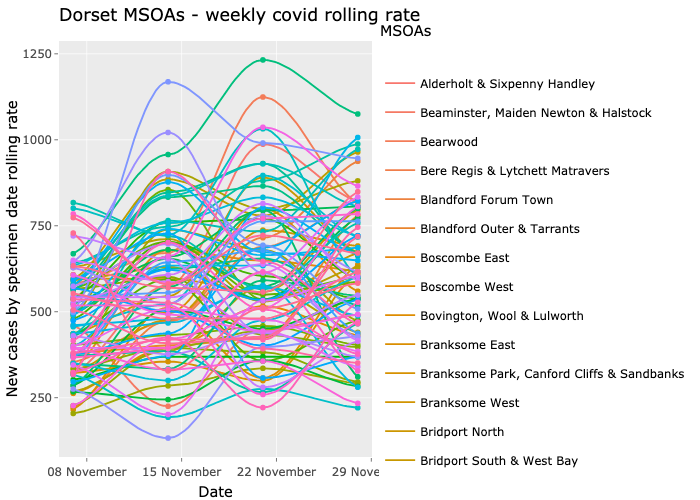 Dorset MSOAs - weekly covid rolling rate
MSOAs
1250
1000
750
500
250
New cases by specimen date rolling rate
08 November
15 November
22 November
29 Nove
Date
Alderholt & Sixpenny Handley
Beaminster, Maiden Newton & Halstock
Bearwood
Bere Regis & Lytchett Matravers
Blandford Forum Town
Blandford Outer & Tarrants
Boscombe East
Boscombe West
Bovington, Wool & Lulworth
Branksome East
Branksome Park, Canford Cliffs & Sandbanks
Branksome West
Bridport North
Bridport South & West Bay